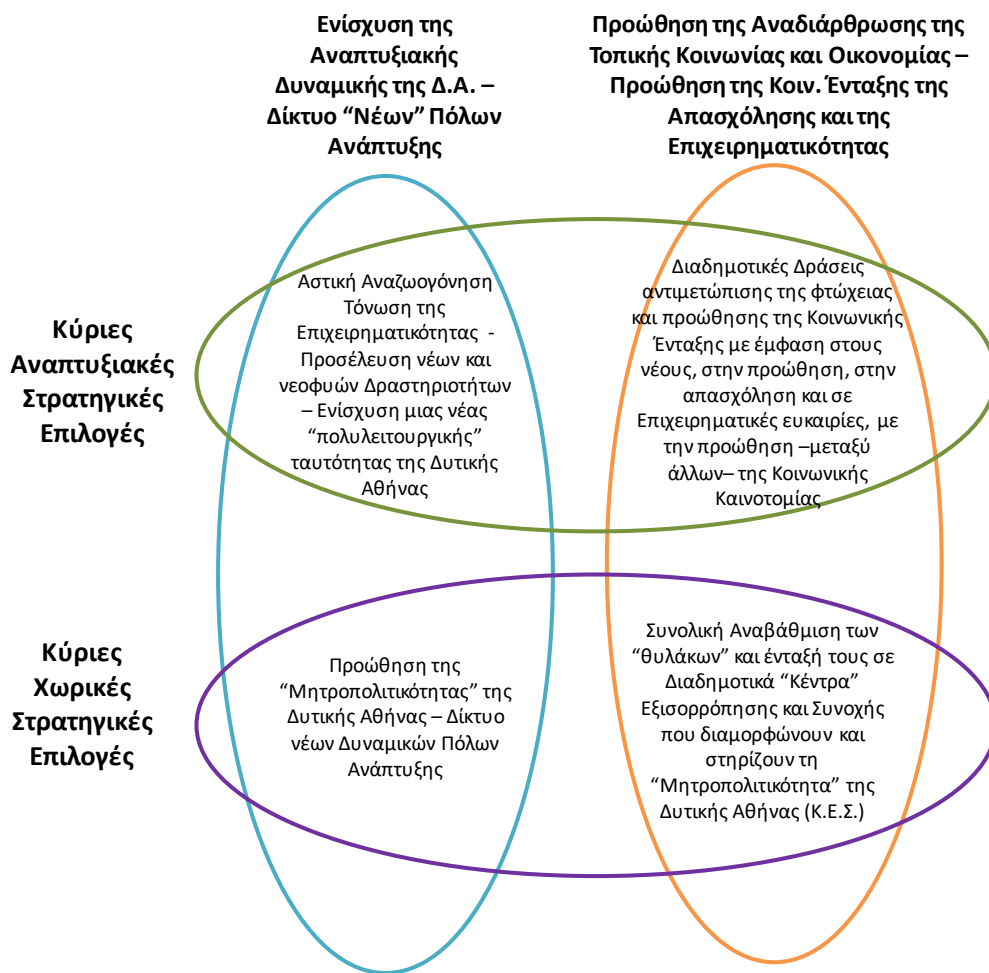 Ενίσχυση της
Αναπτυξιακής
Δυναμικής της Δ.Α. –
Δίκτυο “Νέων” Πόλων
Ανάπτυξης
Προώθηση της Αναδιάρθρωσης της
Τοπικής Κοινωνίας και Οικονομίας –
Προώθηση της Κοιν. Ένταξης της
Απασχόλησης και της
Επιχειρηματικότητας
Κύριες
Αναπτυξιακές
Στρατηγικές
Επιλογές
Αστική Αναζωογόνηση
Τόνωση της
Επιχειρηματικότητας -
Προσέλευση νέων και
νεοφυών Δραστηριοτήτων
– Ενίσχυση μιας νέας
“πολυλειτουργικής”
ταυτότητας της Δυτικής
Αθήνας
Διαδημοτικές Δράσεις
αντιμετώπισης της φτώχειας
και προώθησης της Κοινωνικής
Ένταξης με έμφαση στους
νέους, στην προώθηση, στην
απασχόληση και σε
Επιχειρηματικές ευκαιρίες, με
την προώθηση –μεταξύ
άλλων– της Κοινωνικής
Καινοτομίας
Κύριες
Χωρικές
Στρατηγικές
Επιλογές
Προώθηση της
“Μητροπολιτικότητας” της
Δυτικής Αθήνας – Δίκτυο
νέων Δυναμικών Πόλων
Ανάπτυξης
Συνολική Αναβάθμιση των
“θυλάκων” και ένταξή τους σε
Διαδημοτικά “Κέντρα”
Εξισορρόπησης και Συνοχής
που διαμορφώνουν και
στηρίζουν τη
“Μητροπολιτικότητα” της
Δυτικής Αθήνας (Κ.Ε.Σ.)